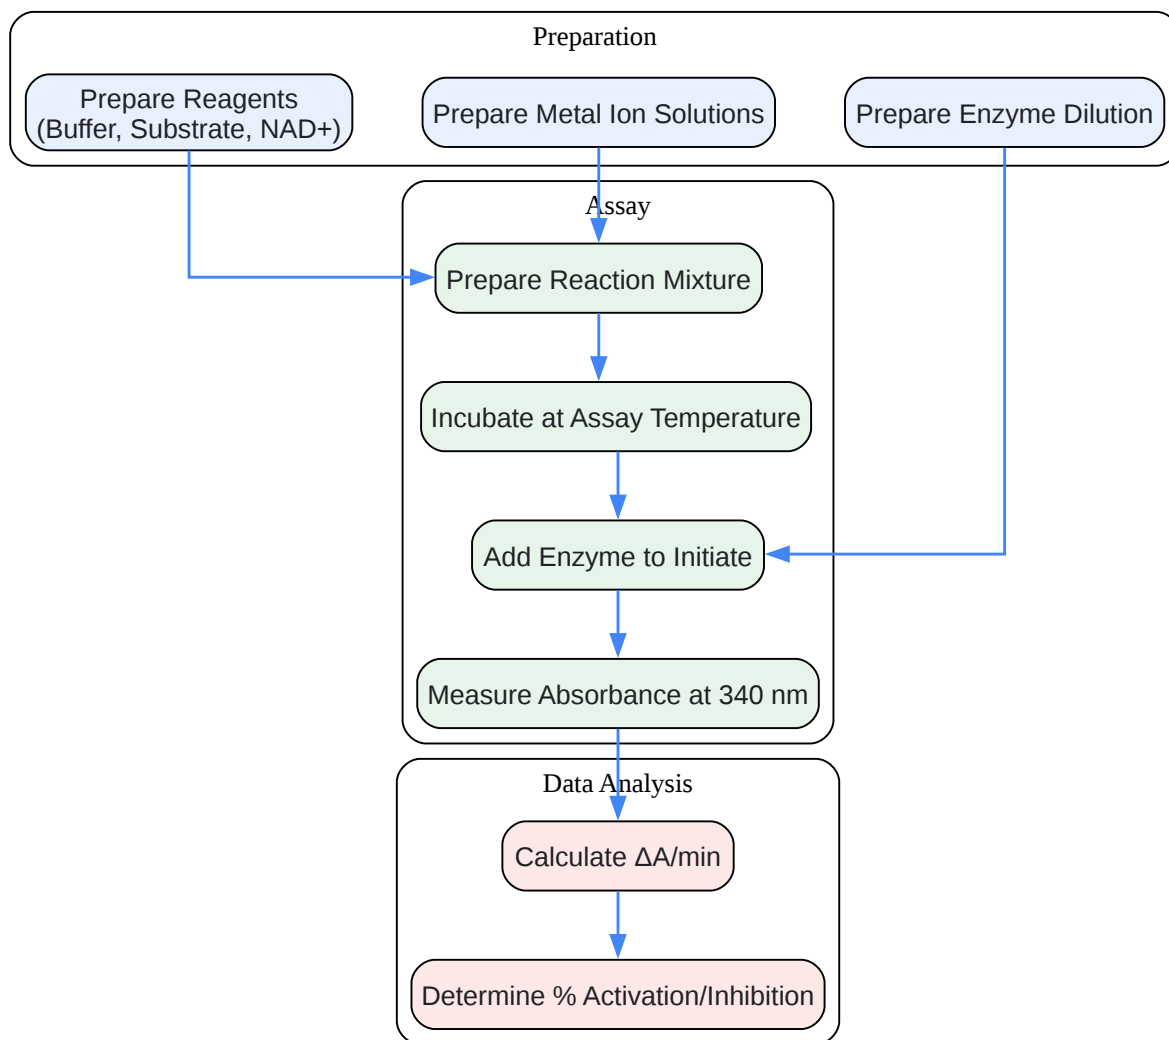 Preparation
Prepare Reagents
(Buffer, Substrate, NAD+)
Prepare Metal Ion Solutions
Prepare Enzyme Dilution
Assay
Prepare Reaction Mixture
Incubate at Assay Temperature
Add Enzyme to Initiate
Measure Absorbance at 340 nm
Data Analysis
Calculate ΔA/min
Determine % Activation/Inhibition